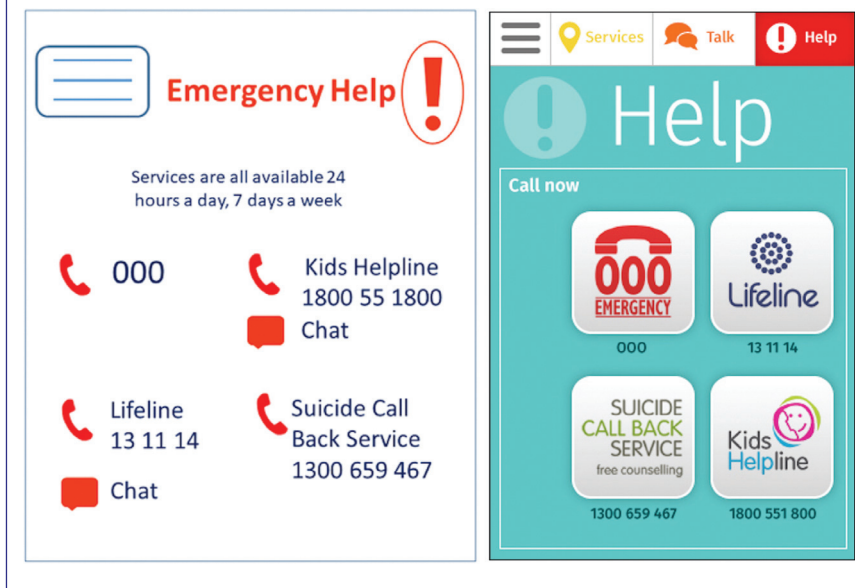 Emergency Help
Services are all available 24
hours a day, 7 days a week
000
Kids Helpline
1800 55 1800
Chat
Lifeline
13 11 14
Chat
Suicide Call
Back Service
1300 659 467
Services
Talk
Help
Help
Call now
000
EMERGENCY
000
Lifeline
13 11 14
SUICIDE
CALL BACK
SERVICE
free counselling
1300 659 467
Kids
Helpline
1800 551 800